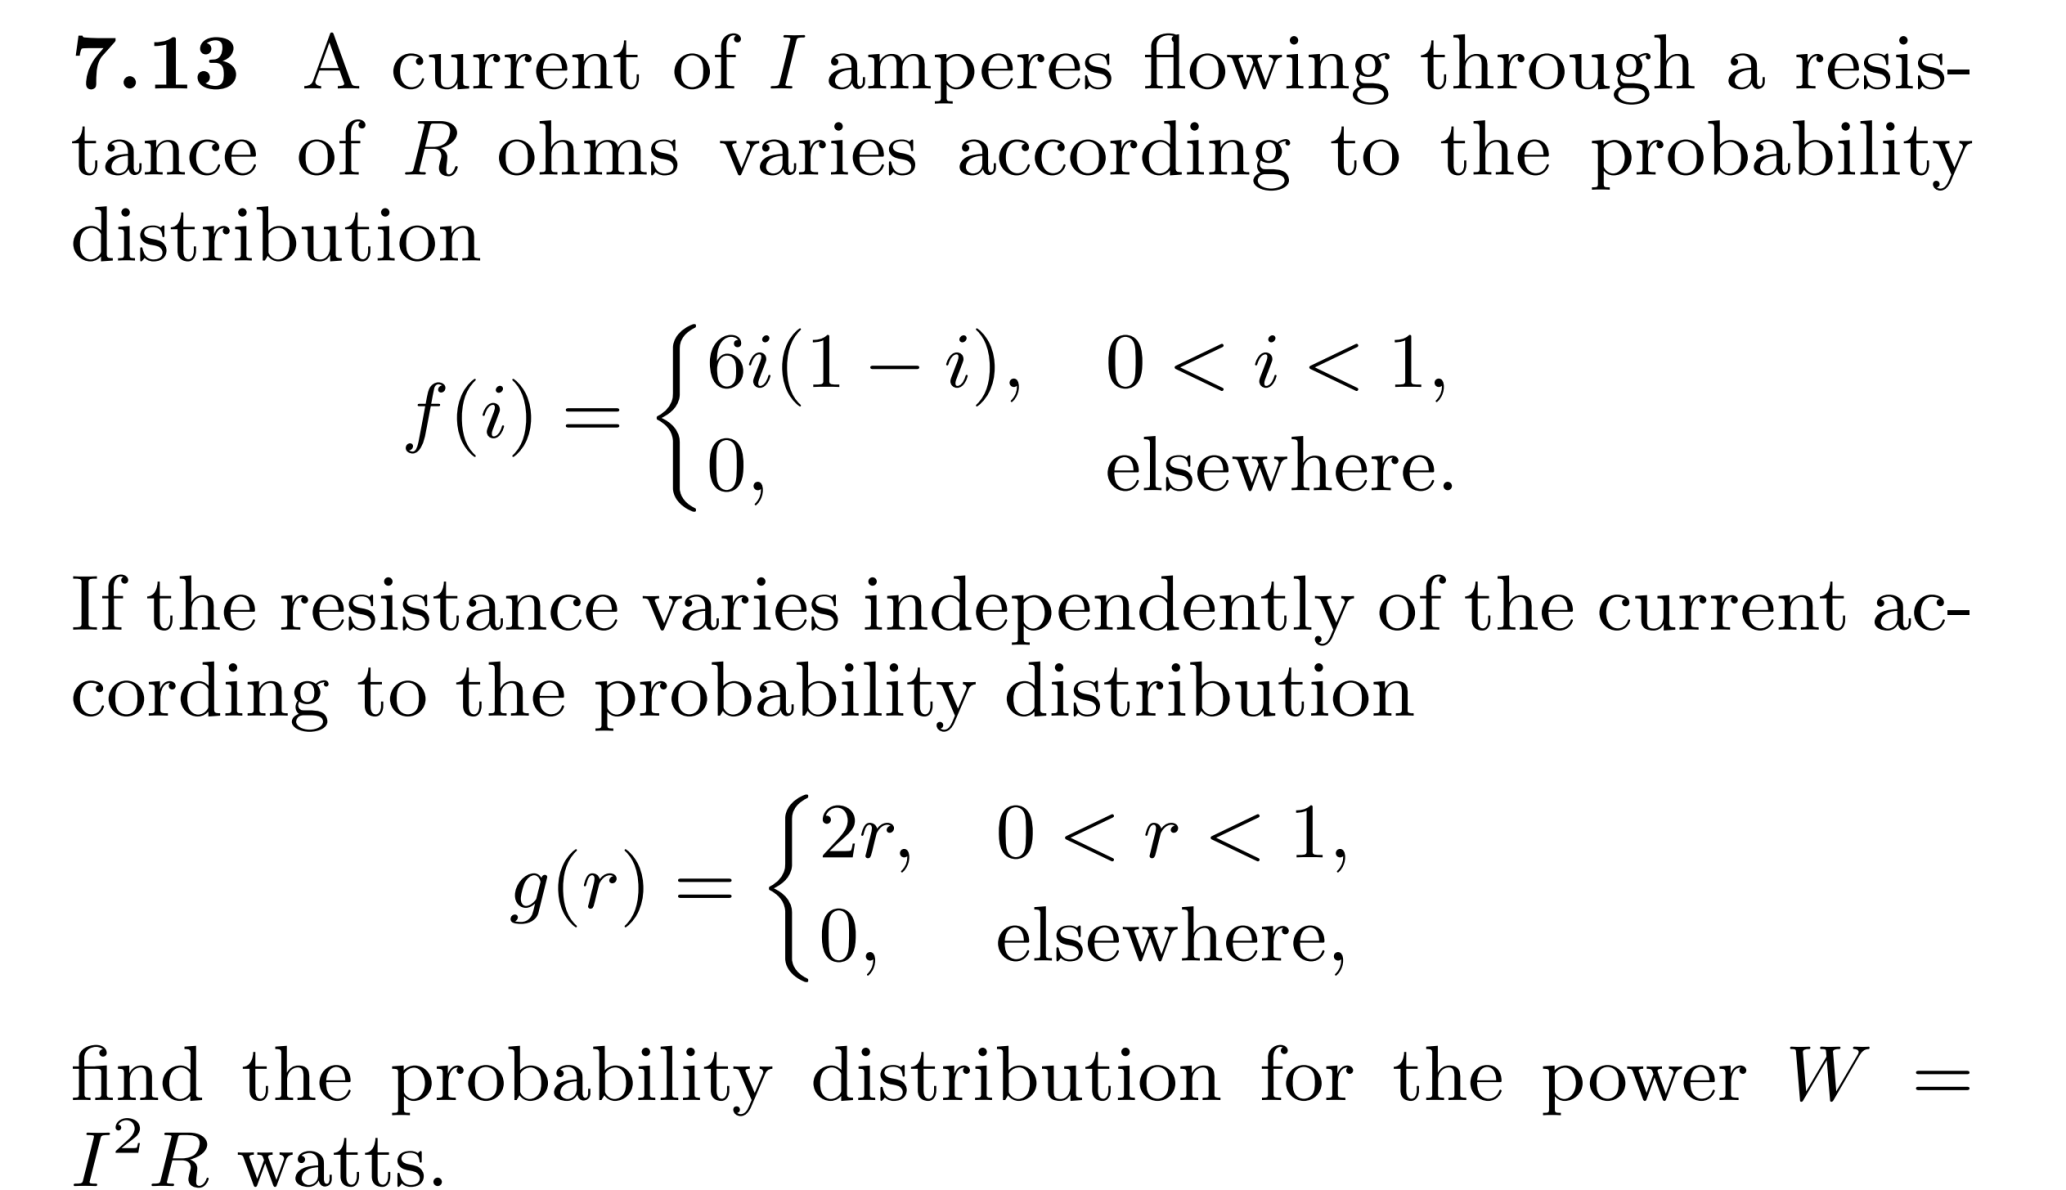 7.13 A current of I amperes flowing through a resis-
tance of R ohms varies according to the probability
distribution
f(i) = { 6i(1 − i), 0 < i < 1,
0, elsewhere.
If the resistance varies independently of the current ac-
cording to the probability distribution
g(r) = { 2r, 0 < r < 1,
0, elsewhere,
find the probability distribution for the power W =
I²R watts.